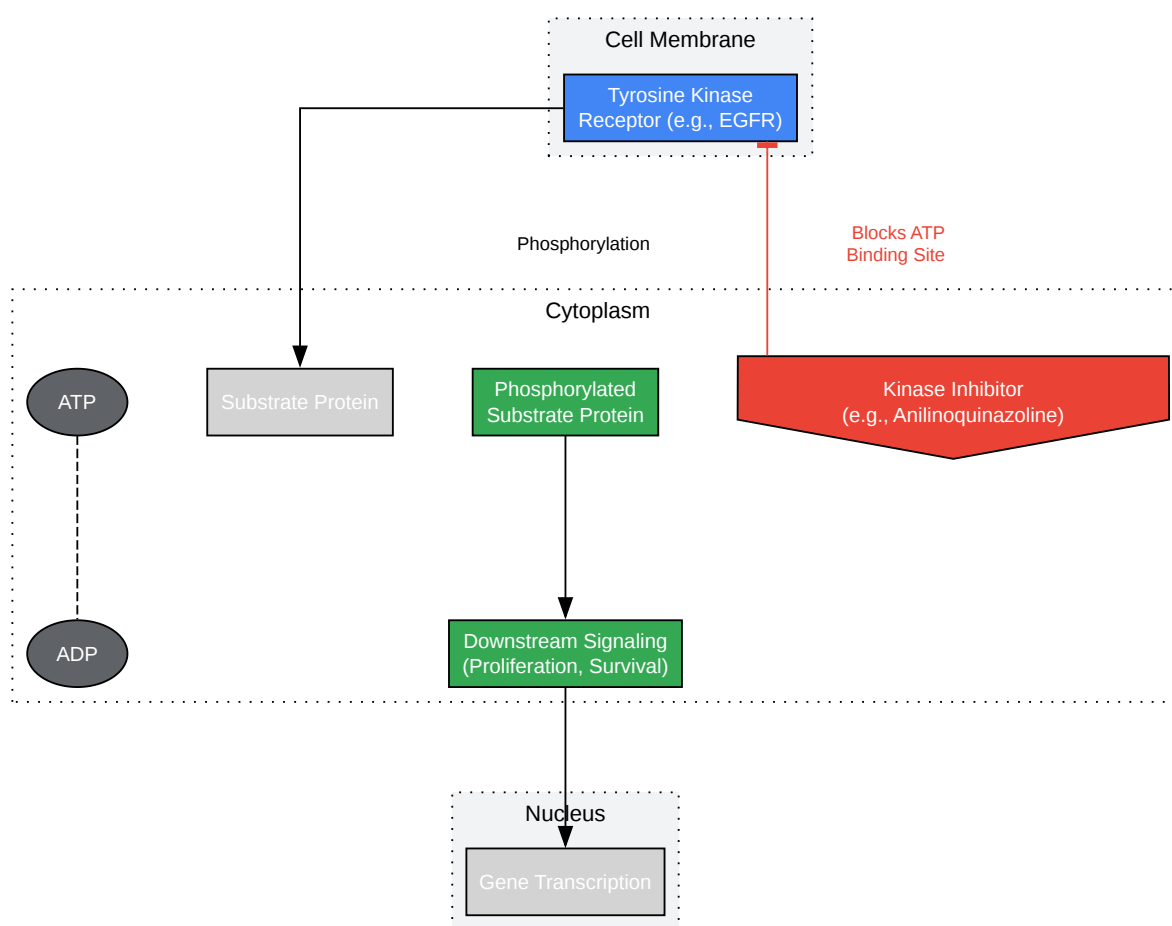 Cell Membrane
Tyrosine Kinase
Receptor (e.g., EGFR)
Phosphorylation
Blocks ATP
Binding Site
Cytoplasm
ATP
Substrate Protein
Phosphorylated
Substrate Protein
Kinase Inhibitor
(e.g., Anilinoquinazoline)
ADP
Downstream Signaling
(Proliferation, Survival)
Nucleus
Gene Transcription